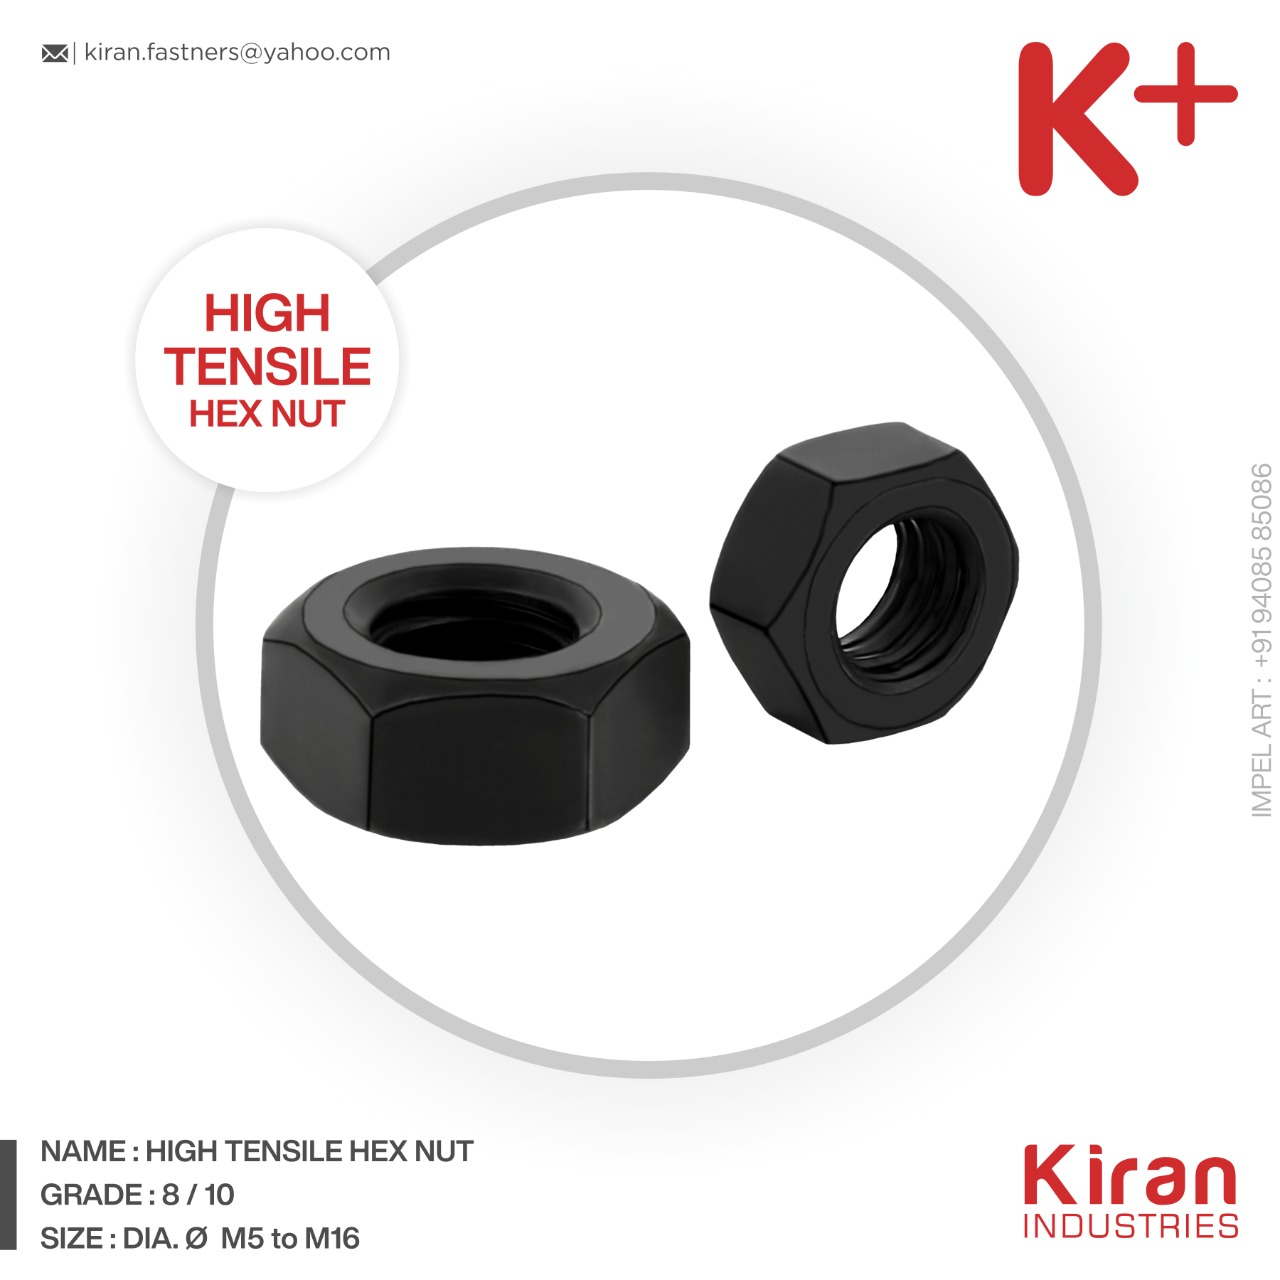 kiran.fastners@yahoo.com
K+
HIGH
TENSILE
HEX NUT
IMPEL ART : +91 94085 85086
NAME : HIGH TENSILE HEX NUT
GRADE : 8 / 10
SIZE : DIA. Ø M5 to M16
Kiran
INDUSTRIES